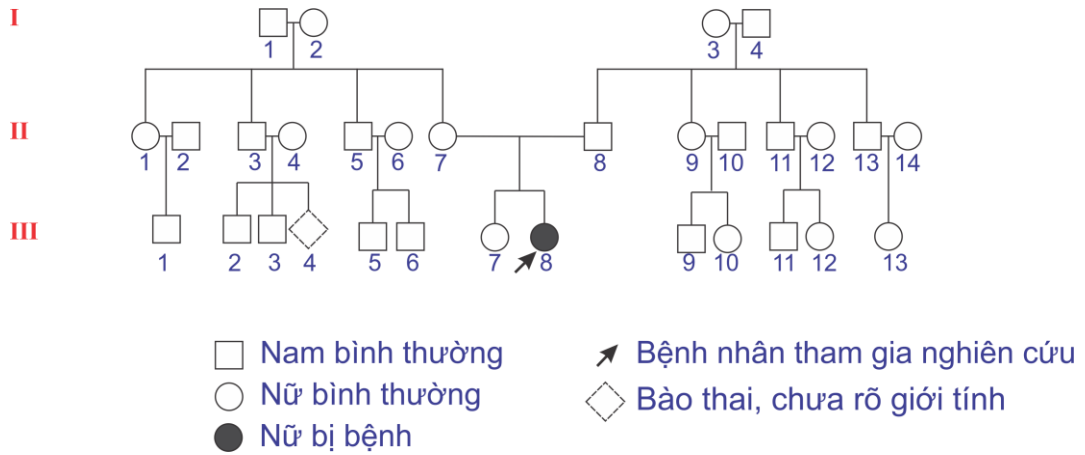 I
1 2 3 4
II
1 2 3 4 5 6 7 8 9 10 11 12 13 14
III
1 2 3 4 5 6 7 8 9 10 11 12 13
Nam bình thường
Bệnh nhân tham gia nghiên cứu
Nữ bình thường
Bào thai, chưa rõ giới tính
Nữ bị bệnh